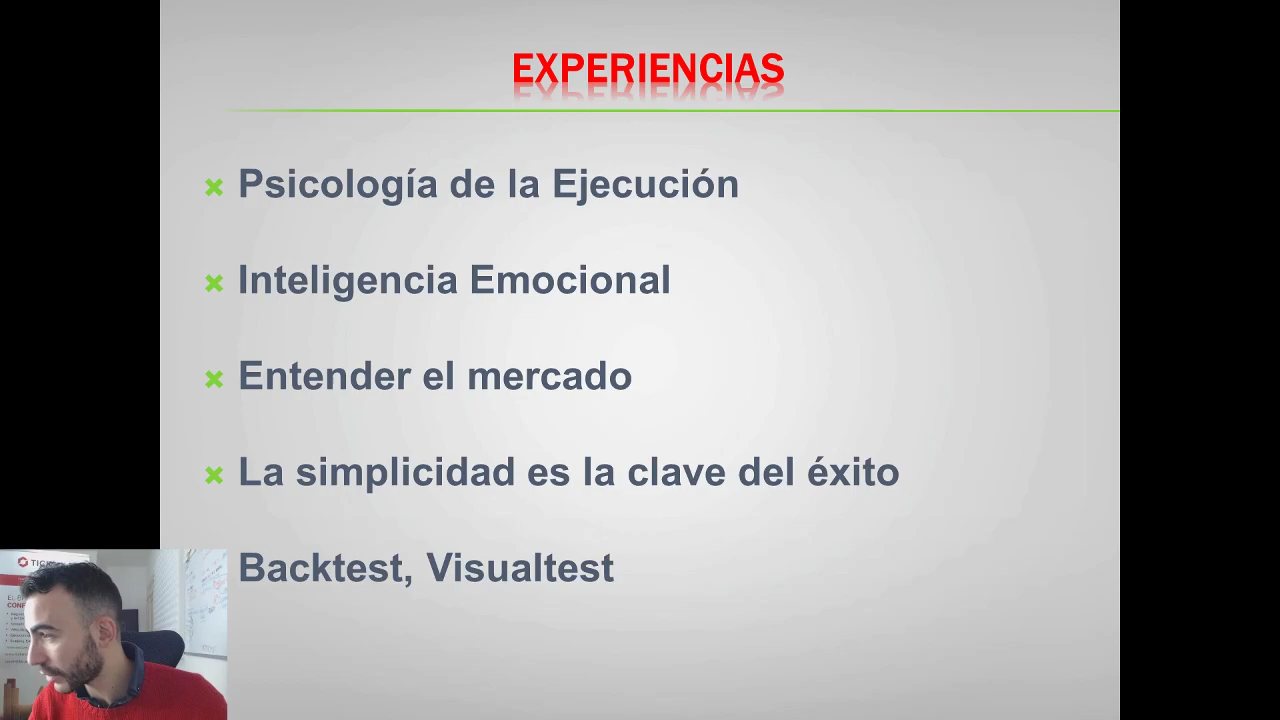 EXPERIENCIAS
Psicología de la Ejecución
Inteligencia Emocional
Entender el mercado
La simplicidad es la clave del éxito
Backtest, Visualtest